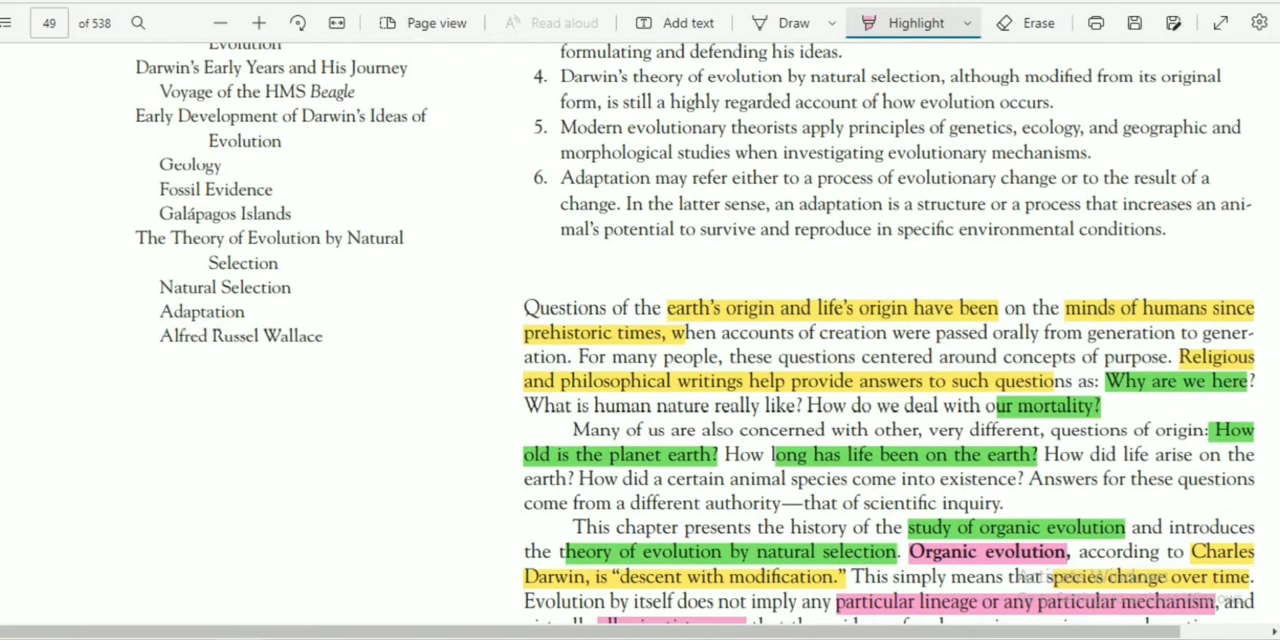 49 of 538
Page view
Read aloud
Add text
Draw
Highlight
Erase
Evolution
Darwin's Early Years and His Journey
Voyage of the HMS Beagle
Early Development of Darwin's Ideas of
Evolution
Geology
Fossil Evidence
Galápagos Islands
The Theory of Evolution by Natural
Selection
Natural Selection
Adaptation
Alfred Russel Wallace
formulating and defending his ideas.
4. Darwin's theory of evolution by natural selection, although modified from its original
form, is still a highly regarded account of how evolution occurs.
5. Modern evolutionary theorists apply principles of genetics, ecology, and geographic and
morphological studies when investigating evolutionary mechanisms.
6. Adaptation may refer either to a process of evolutionary change or to the result of a
change. In the latter sense, an adaptation is a structure or a process that increases an ani-
mal's potential to survive and reproduce in specific environmental conditions.
Questions of the earth's origin and life's origin have been on the minds of humans since
prehistoric times, when accounts of creation were passed orally from generation to gener-
ation. For many people, these questions centered around concepts of purpose. Religious
and philosophical writings help provide answers to such questions as: Why are we here?
What is human nature really like? How do we deal with our mortality?
Many of us are also concerned with other, very different, questions of origin: How
old is the planet earth? How long has life been on the earth? How did life arise on the
earth? How did a certain animal species come into existence? Answers for these questions
come from a different authority—that of scientific inquiry.
This chapter presents the history of the study of organic evolution and introduces
the theory of evolution by natural selection. Organic evolution, according to Charles
Darwin, is "descent with modification." This simply means that species change over time.
Evolution by itself does not imply any particular lineage or any particular mechanism, and